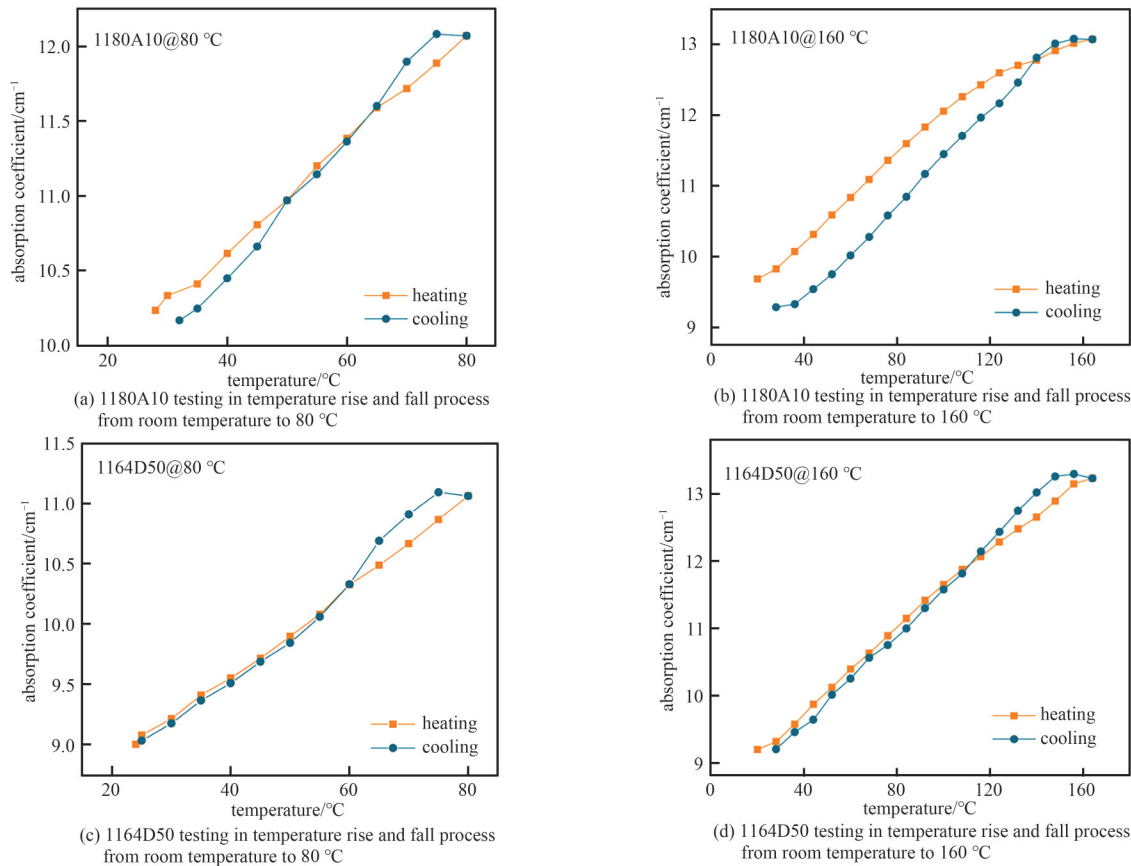 1180A10@80 °C
12.0
11.5
11.0
10.5
10.0
absorption coefficient/cm⁻¹
heating
cooling
20 40 60 80
temperature/°C
(a) 1180A10 testing in temperature rise and fall process
from room temperature to 80 °C
1180A10@160 °C
13
12
11
10
9
absorption coefficient/cm⁻¹
heating
cooling
0 40 80 120 160
temperature/°C
(b) 1180A10 testing in temperature rise and fall process
from room temperature to 160 °C
1164D50@80 °C
11.5
11.0
10.5
10.0
9.5
9.0
absorption coefficient/cm⁻¹
heating
cooling
20 40 60 80
temperature/°C
(c) 1164D50 testing in temperature rise and fall process
from room temperature to 80 °C
1164D50@160 °C
13
12
11
10
9
absorption coefficient/cm⁻¹
heating
cooling
0 40 80 120 160
temperature/°C
(d) 1164D50 testing in temperature rise and fall process
from room temperature to 160 °C